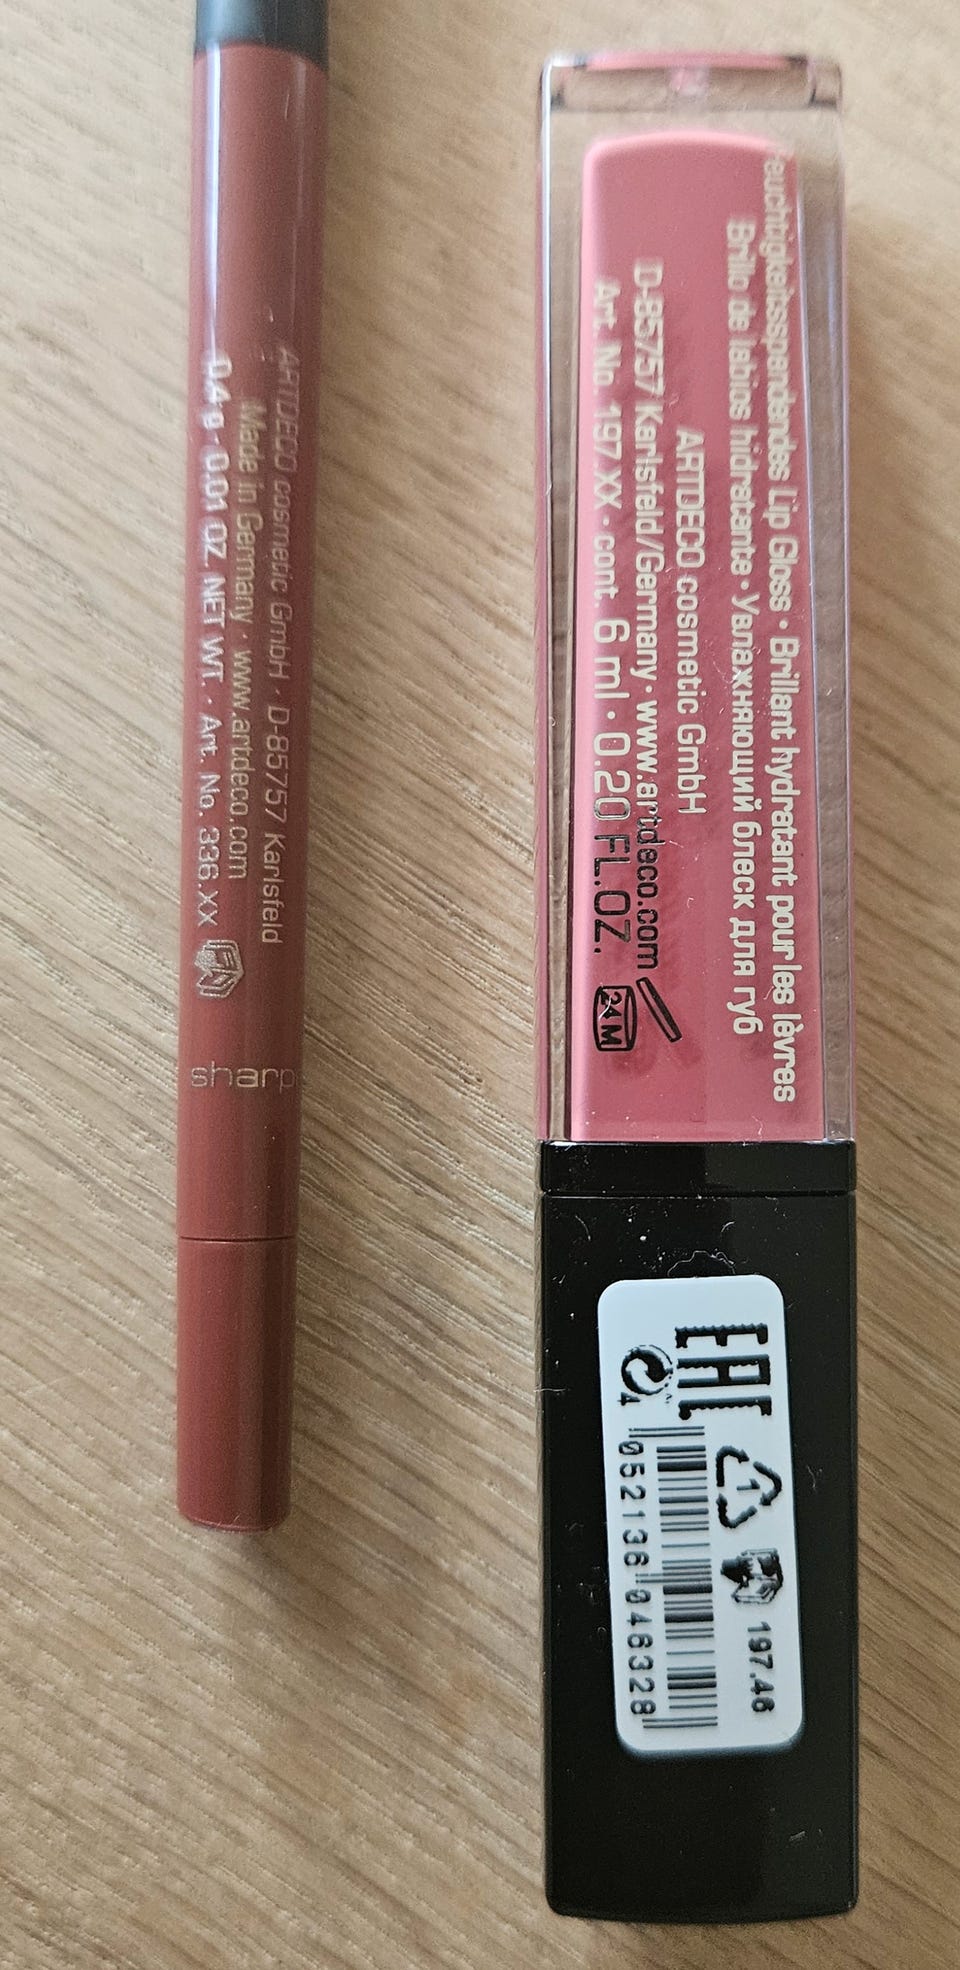 ARTDECO cosmetic GmbH · D-85757 Karlsfeld
Made in Germany · www.artdeco.com
0.4 g · 0.01 OZ. NET WT. · Art. No. 336.XX
sharp
Feuchtigkeitsspendendes Lip Gloss · Brillant hydratant pour les lèvres
Brillo de labios hidratante · Увлажняющий блеск для губ
ARTDECO cosmetic GmbH
D-85757 Karlsfeld/Germany · www.artdeco.com
Art. No. 197.XX · cont. 6 ml · 0.20 FL.OZ.
24 M
EAC
1
197.46
4 052136 046328